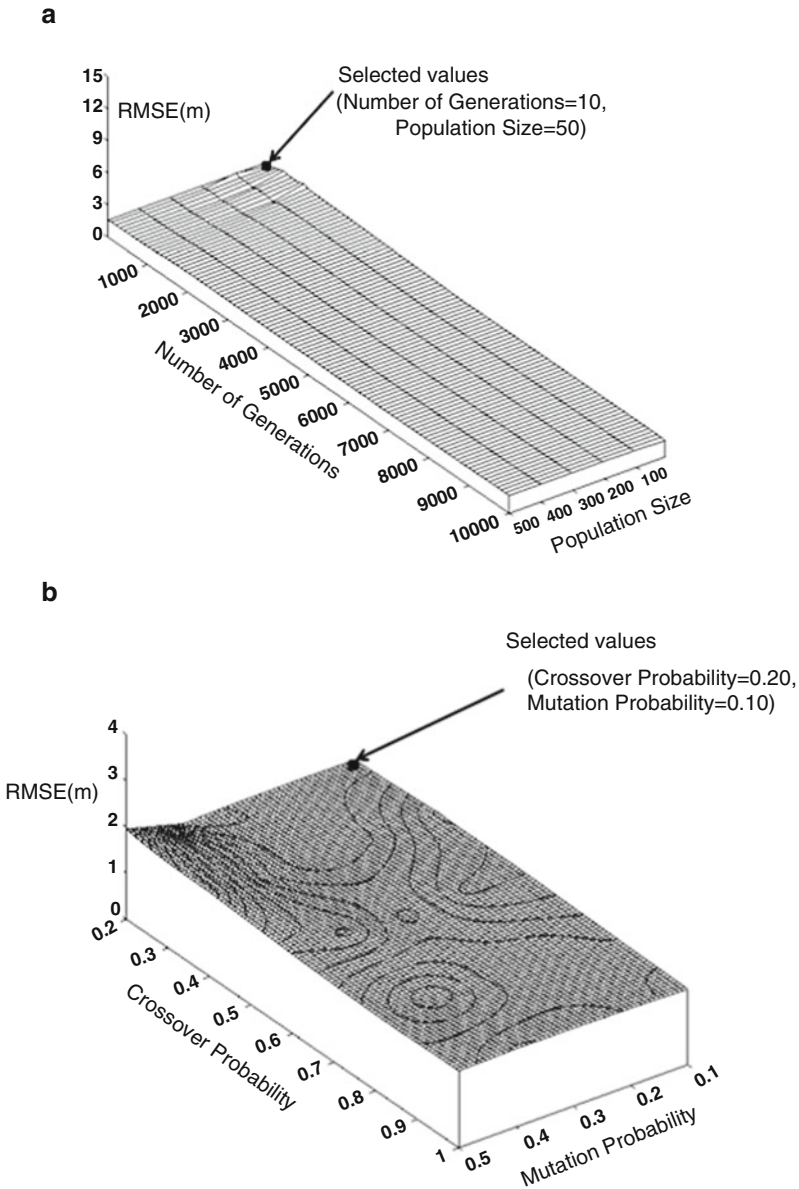 a
15
12
9
6
3
0
RMSE(m)
Selected values
(Number of Generations=10,
Population Size=50)
1000
2000
3000
4000
5000
6000
7000
8000
9000
10000
Number of Generations
500 400 300 200 100
Population Size
b
Selected values
(Crossover Probability=0.20,
Mutation Probability=0.10)
4
3
2
1
0
RMSE(m)
0.2
0.3
0.4
0.5
0.6
0.7
0.8
0.9
1
Crossover Probability
0.5 0.4 0.3 0.2 0.1
Mutation Probability